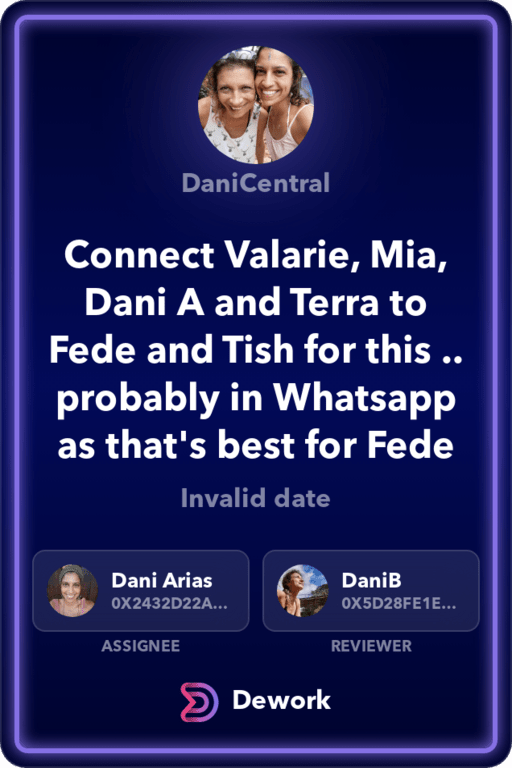 DaniCentral
Connect Valarie, Mia,
Dani A and Terra to
Fede and Tish for this ..
probably in Whatsapp
as that's best for Fede
Invalid date
Dani Arias
0X2432D22A...
ASSIGNEE
DaniB
0X5D28FE1E...
REVIEWER
Dework